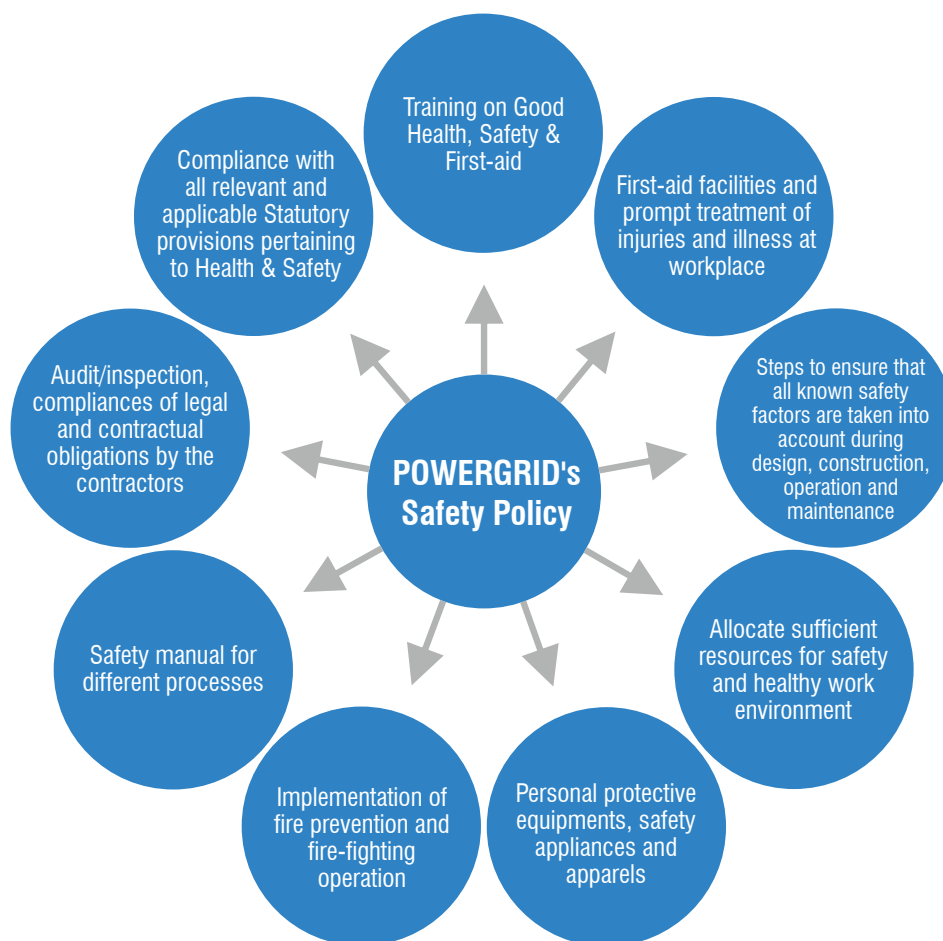 Training on Good
Health, Safety &
First-aid
First-aid facilities and
prompt treatment of
injuries and illness at
workplace
Steps to ensure that
all known safety
factors are taken into
account during
design, construction,
operation and
maintenance
Allocate sufficient
resources for safety
and healthy work
environment
Personal protective
equipments, safety
appliances and
apparels
Implementation of
fire prevention and
fire-fighting
operation
Safety manual for
different processes
Audit/inspection,
compliances of legal
and contractual
obligations by the
contractors
Compliance with
all relevant and
applicable Statutory
provisions pertaining
to Health & Safety
POWERGRID's
Safety Policy